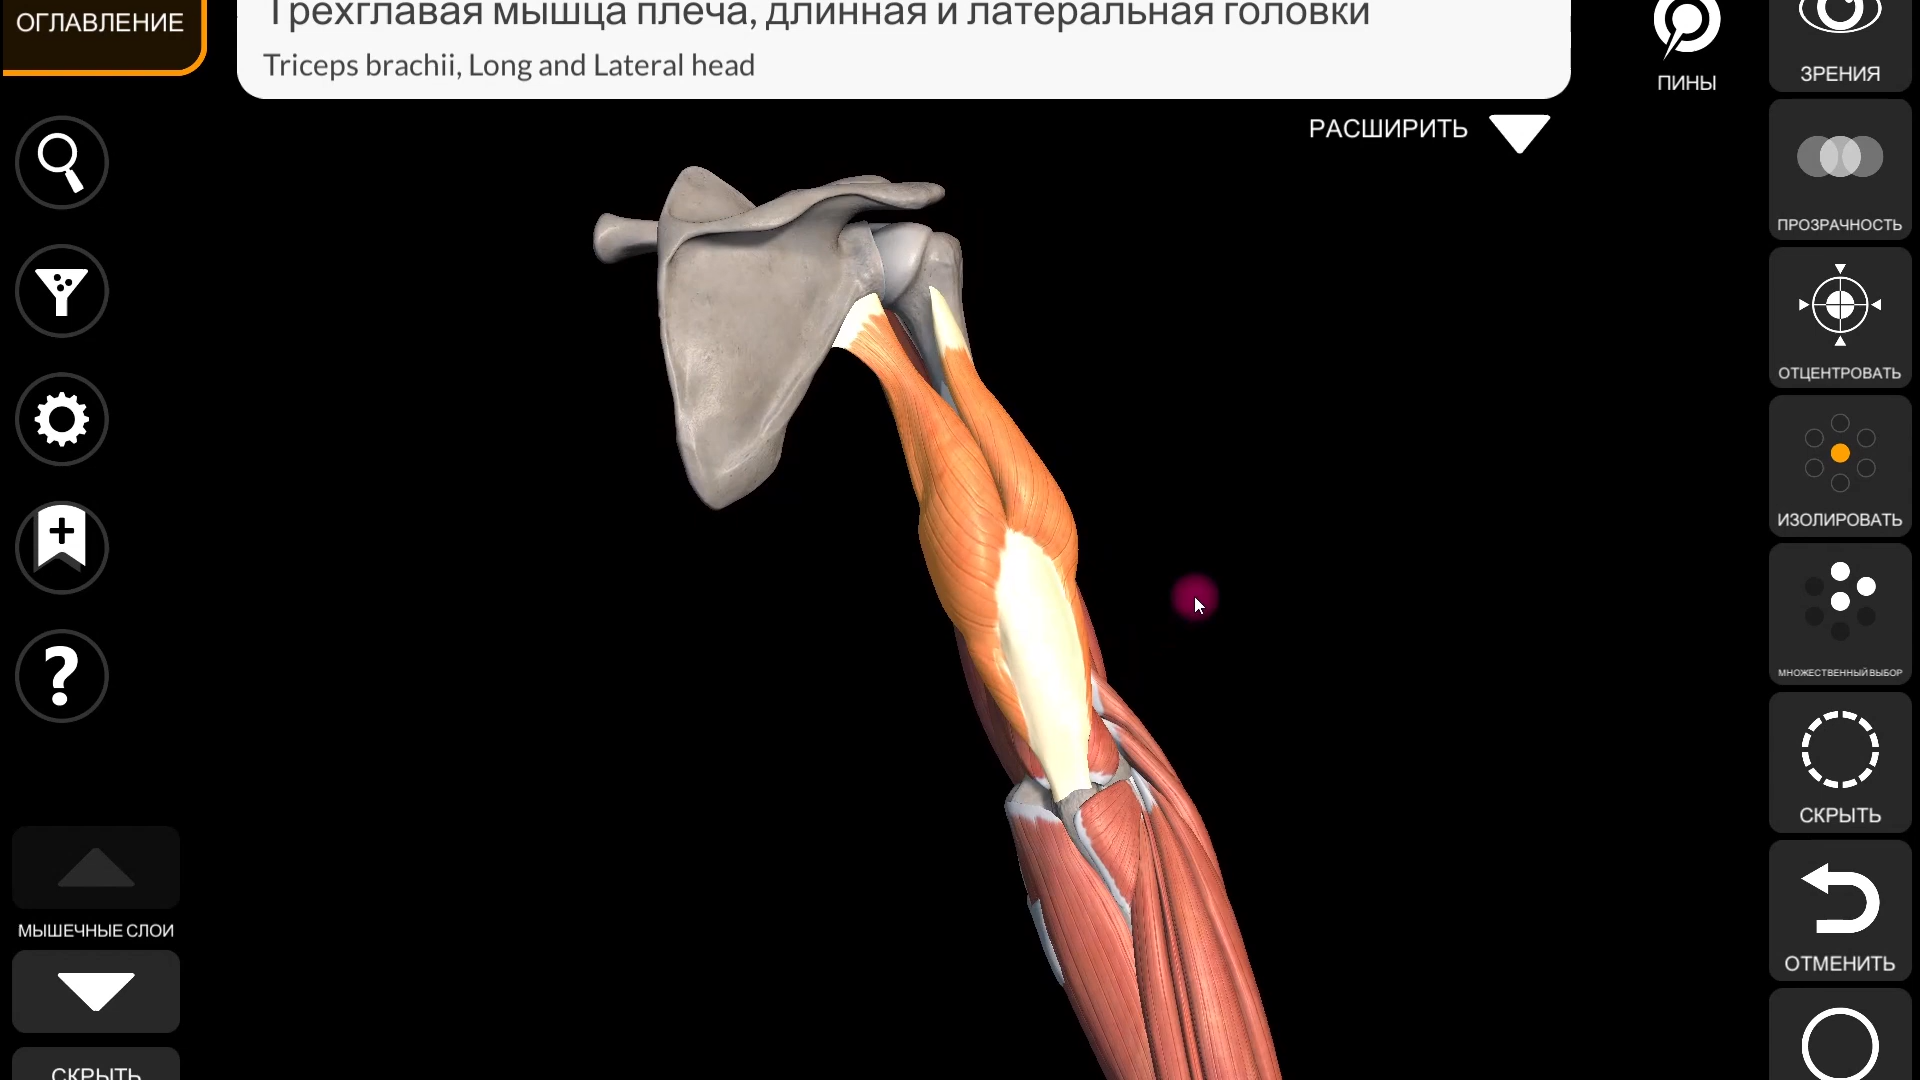 ОГЛАВЛЕНИЕ
Трехглавая мышца плеча, длинная и латеральная головки
Triceps brachii, Long and Lateral head
РАСШИРИТЬ
ПИНЫ
ЗРЕНИЯ
ПРОЗРАЧНОСТЬ
ОТЦЕНТРОВАТЬ
ИЗОЛИРОВАТЬ
МНОЖЕСТВЕННЫЙ ВЫБОР
СКРЫТЬ
ОТМЕНИТЬ
МЫШЕЧНЫЕ СЛОИ
СКРЫТЬ